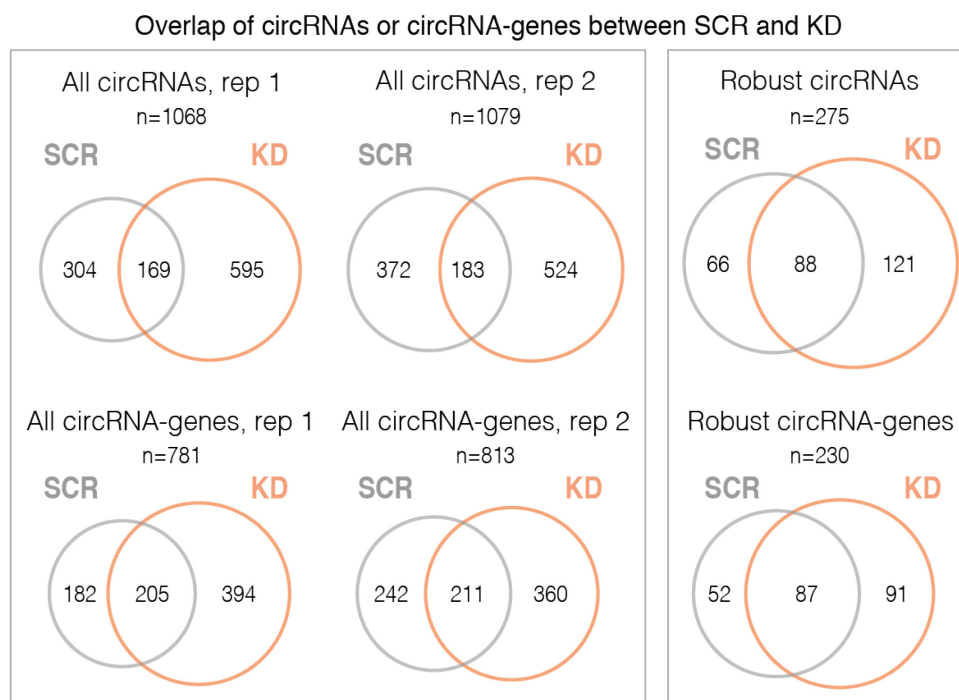 Overlap of circRNAs or circRNA-genes between SCR and KD
All circRNAs, rep 1
n=1068
SCR KD
304 169 595
All circRNAs, rep 2
n=1079
SCR KD
372 183 524
Robust circRNAs
n=275
SCR KD
66 88 121
All circRNA-genes, rep 1
n=781
SCR KD
182 205 394
All circRNA-genes, rep 2
n=813
SCR KD
242 211 360
Robust circRNA-genes
n=230
SCR KD
52 87 91